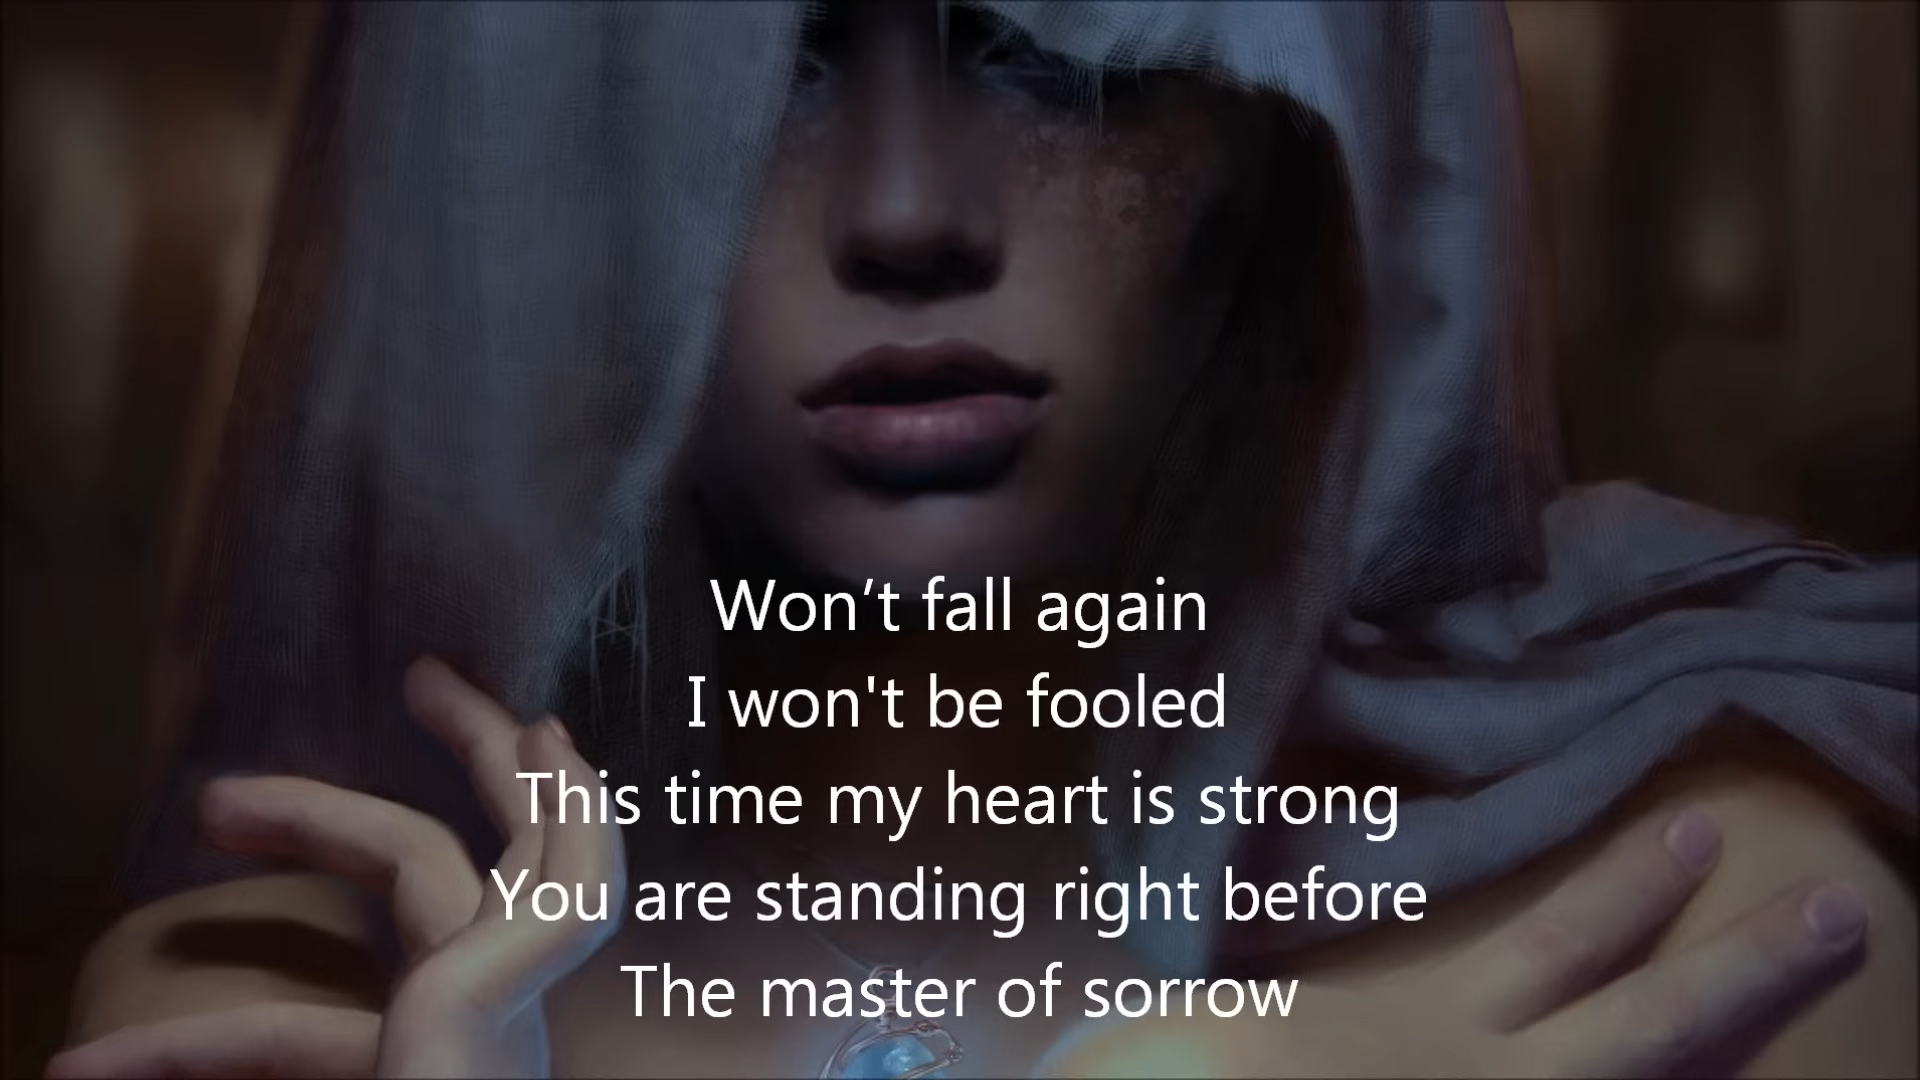 Won’t fall again
I won't be fooled
This time my heart is strong
You are standing right before
The master of sorrow